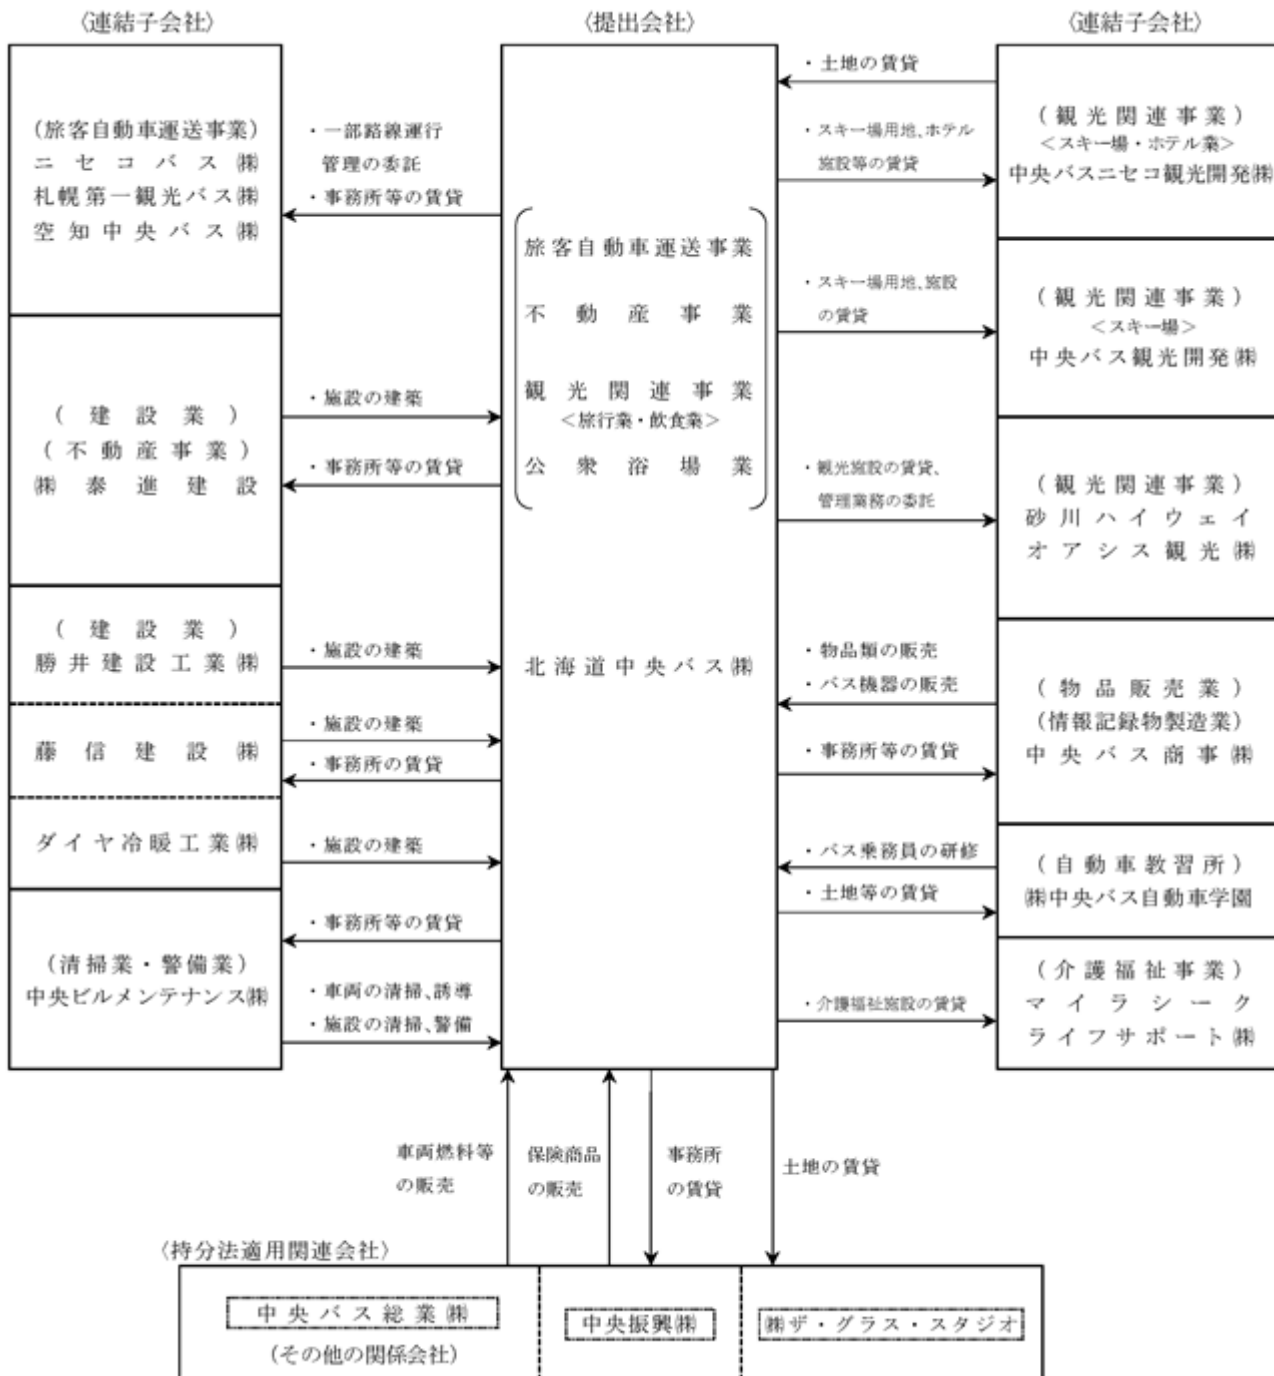 〈連結子会社〉
(旅客自動車運送事業)
ニセコバス㈱
札幌第一観光バス㈱
空知中央バス㈱
(建設業)
(不動産事業)
㈱泰進建設
(建設業)
勝井建設工業㈱
藤信建設㈱
ダイヤ冷暖工業㈱
(清掃業・警備業)
中央ビルメンテナンス㈱
・一部路線運行
管理の委託
・事務所等の賃貸
・施設の建築
・事務所等の賃貸
・施設の建築
・施設の建築
・事務所の賃貸
・施設の建築
・事務所等の賃貸
・車両の清掃、誘導
・施設の清掃、警備
〈提出会社〉
旅客自動車運送事業
不動産事業
観光関連事業
<旅行業・飲食業>
公衆浴場業
北海道中央バス㈱
・土地の賃貸
・スキー場用地、ホテル
施設等の賃貸
・スキー場用地、施設
の賃貸
・観光施設の賃貸、
管理業務の委託
・物品類の販売
・バス機器の販売
・事務所等の賃貸
・バス乗務員の研修
・土地等の賃貸
・介護福祉施設の賃貸
〈連結子会社〉
(観光関連事業)
<スキー場・ホテル業>
中央バスニセコ観光開発㈱
(観光関連事業)
<スキー場>
中央バス観光開発㈱
(観光関連事業)
砂川ハイウェイ
オアシス観光㈱
(物品販売業)
(情報記録物製造業)
中央バス商事㈱
(自動車教習所)
㈱中央バス自動車学園
(介護福祉事業)
マイラシーク
ライフサポート㈱
車両燃料等
の販売
保険商品
の販売
事務所
の賃貸
土地の賃貸
〈持分法適用関連会社〉
中央バス総業㈱
(その他の関係会社)
中央振興㈱
㈱ザ・グラス・スタジオ